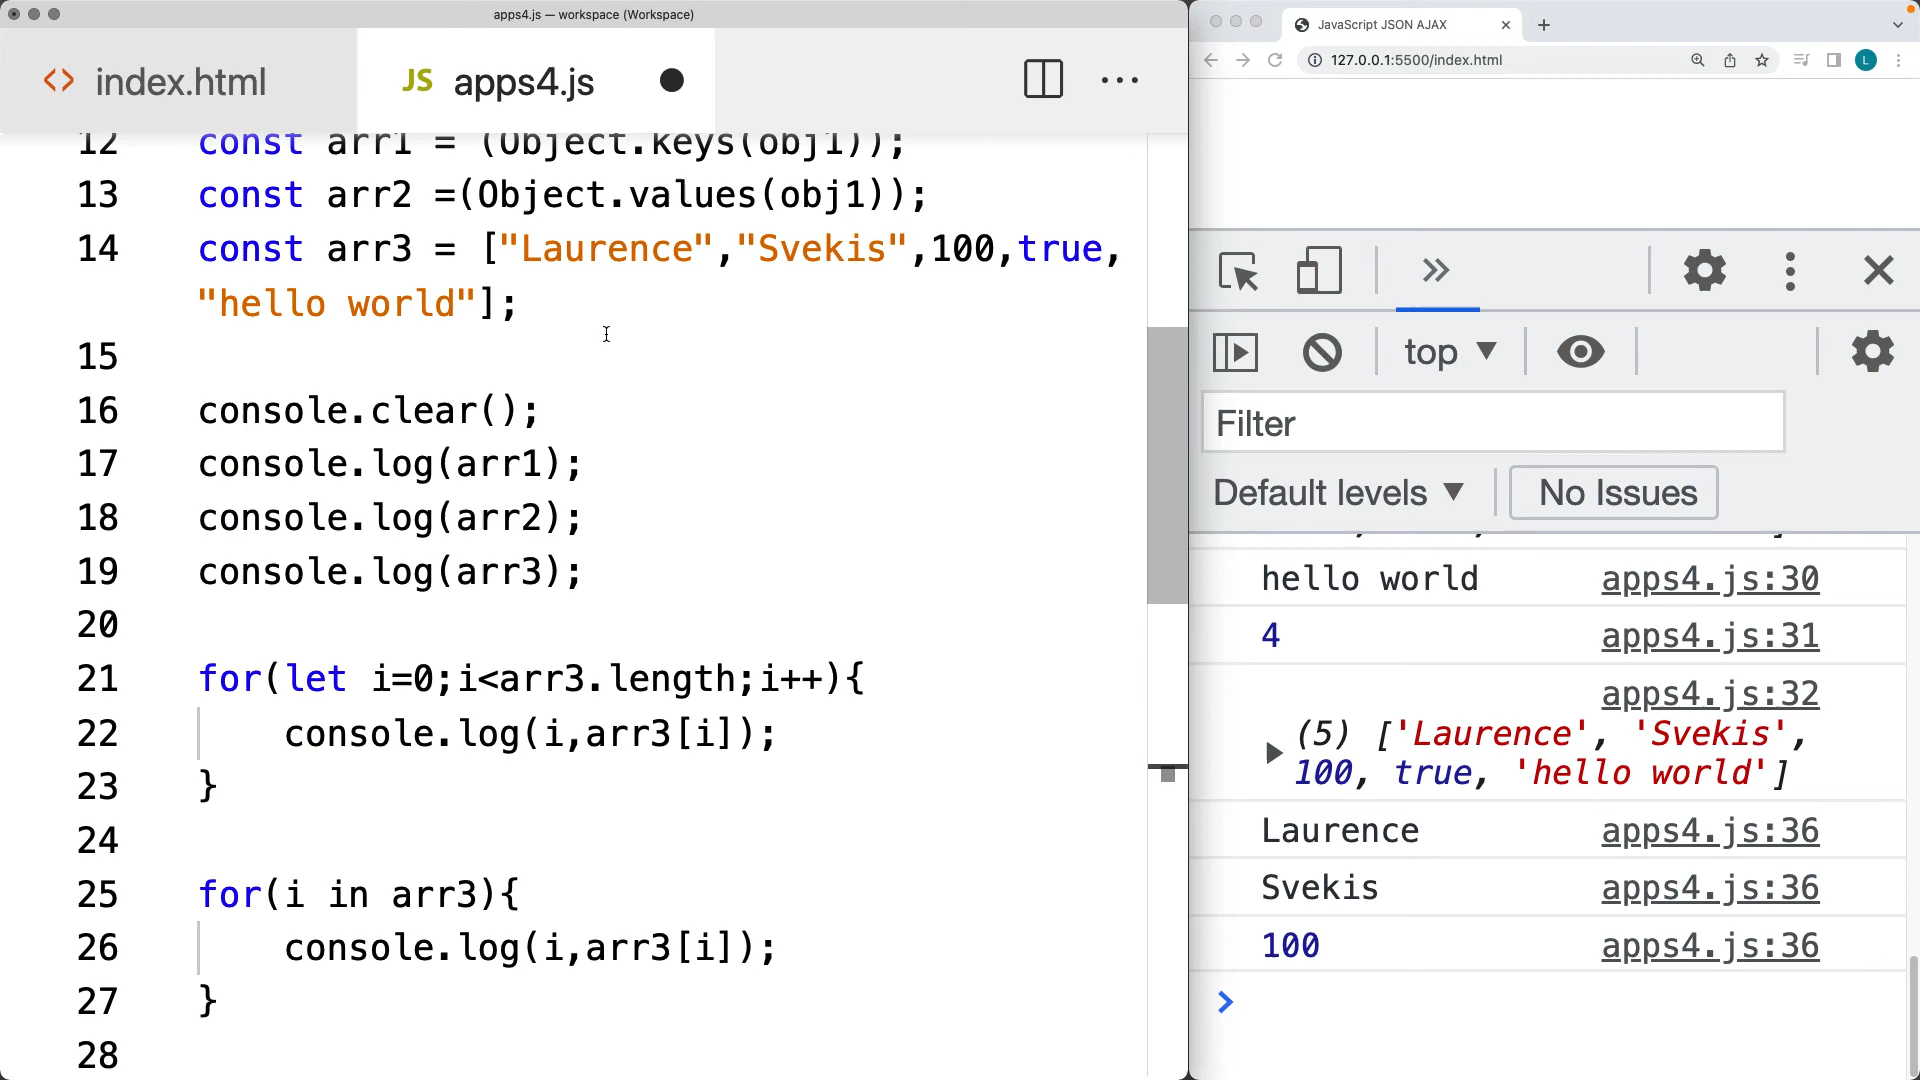 apps4.js — workspace (Workspace)
index.html
JS apps4.js
12 const arr1 = (Object.keys(obj1));
13 const arr2 =(Object.values(obj1));
14 const arr3 = ["Laurence","Svekis",100,true,
"hello world"];
15
16 console.clear();
17 console.log(arr1);
18 console.log(arr2);
19 console.log(arr3);
20
21 for(let i=0;i<arr3.length;i++){
22 console.log(i,arr3[i]);
23 }
24
25 for(i in arr3){
26 console.log(i,arr3[i]);
27 }
28
JavaScript JSON AJAX
127.0.0.1:5500/index.html
L
top
Filter
Default levels
No Issues
hello world apps4.js:30
4 apps4.js:31
apps4.js:32
(5) ['Laurence', 'Svekis',
100, true, 'hello world']
Laurence apps4.js:36
Svekis apps4.js:36
100 apps4.js:36